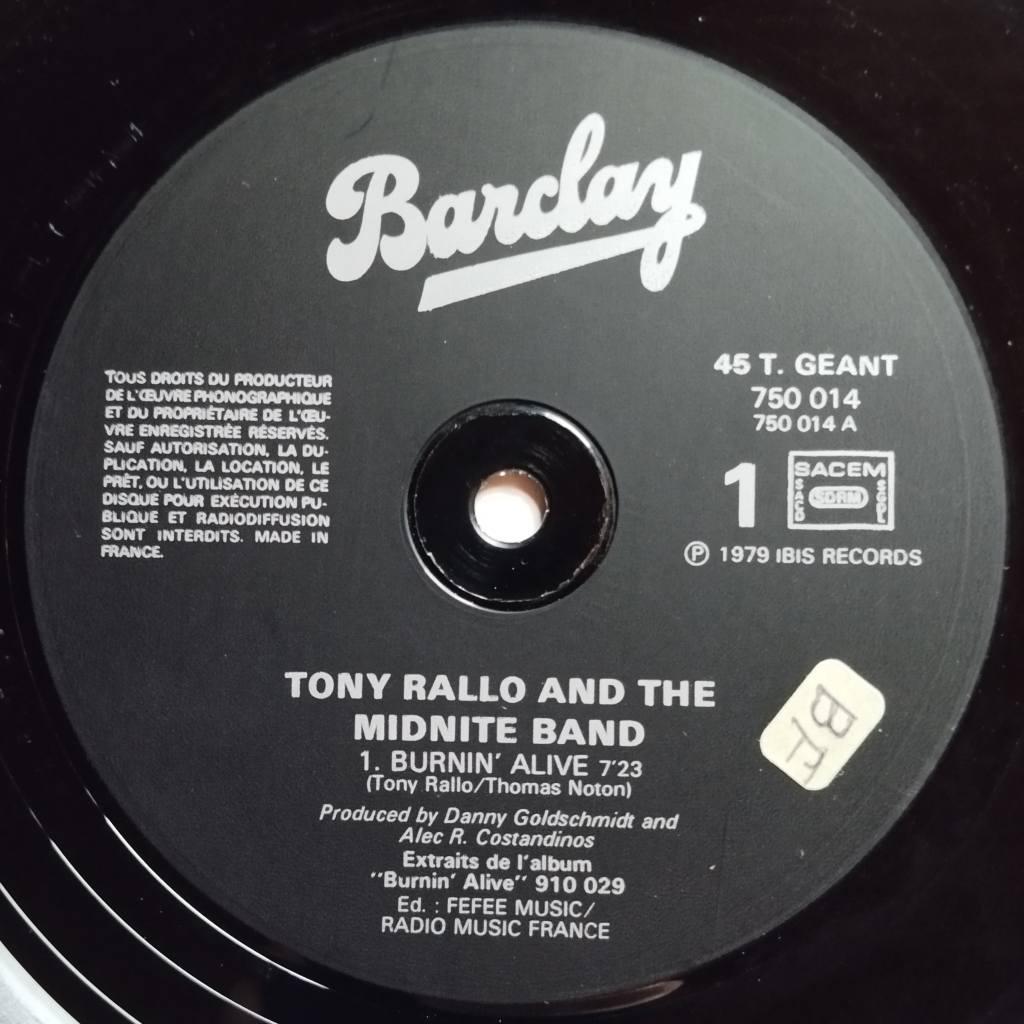 Barclay
TOUS DROITS DU PRODUCTEUR
DE L'ŒUVRE PHONOGRAPHIQUE
ET DU PROPRIÉTAIRE DE L'ŒU-
VRE ENREGISTRÉE RÉSERVÉS.
SAUF AUTORISATION, LA DU-
PLICATION, LA LOCATION, LE
PRÊT, OU L'UTILISATION DE CE
DISQUE POUR EXÉCUTION PU-
BLIQUE ET RADIODIFFUSION
SONT INTERDITS. MADE IN
FRANCE.
45 T. GEANT
750 014
750 014 A
1
SACEM
SACD
SDRM
SGDL
Ⓟ 1979 IBIS RECORDS
TONY RALLO AND THE
MIDNITE BAND
1. BURNIN' ALIVE 7'23
(Tony Rallo/Thomas Noton)
Produced by Danny Goldschmidt and
Alec R. Costandinos
Extraits de l'album
"Burnin' Alive" 910 029
Ed. : FEFEE MUSIC/
RADIO MUSIC FRANCE
BF